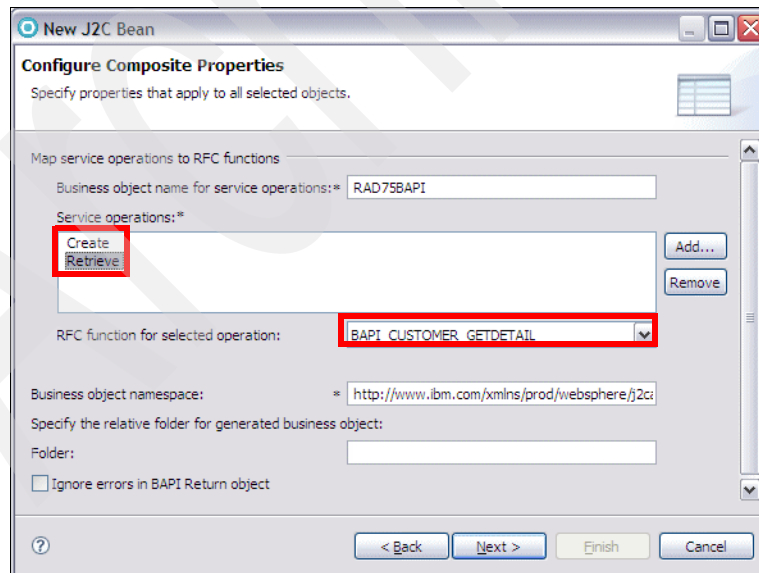 New J2C Bean
Configure Composite Properties
Specify properties that apply to all selected objects.
Map service operations to RFC functions
Business object name for service operations:* RAD75BAPI
Service operations:*
Create
Retrieve
Add...
Remove
RFC function for selected operation: BAPI_CUSTOMER_GETDETAIL
Business object namespace: * http://www.ibm.com/xmlns/prod/websphere/j2ca
Specify the relative folder for generated business object:
Folder:
Ignore errors in BAPI Return object
? < Back Next > Finish Cancel